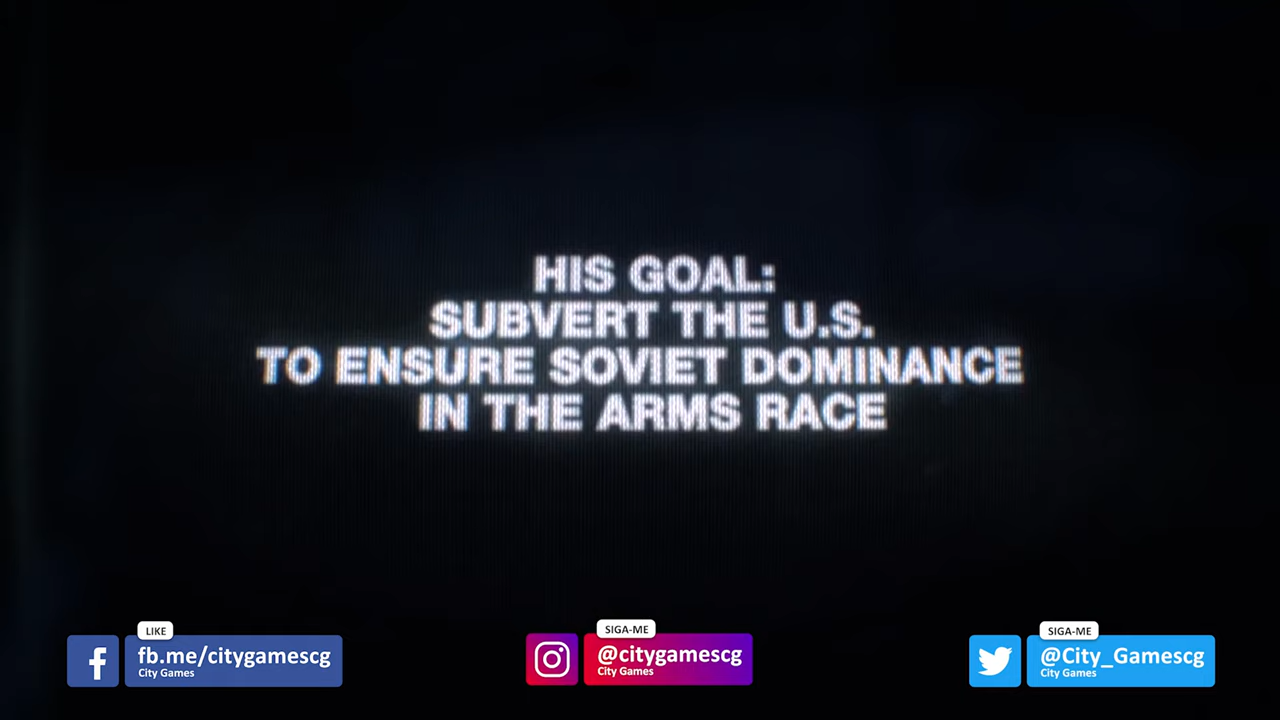 HIS GOAL:
SUBVERT THE U.S.
TO ENSURE SOVIET DOMINANCE
IN THE ARMS RACE
LIKE
fb.me/citygamescg
City Games
SIGA-ME
@citygamescg
City Games
SIGA-ME
@City_Gamescg
City Games